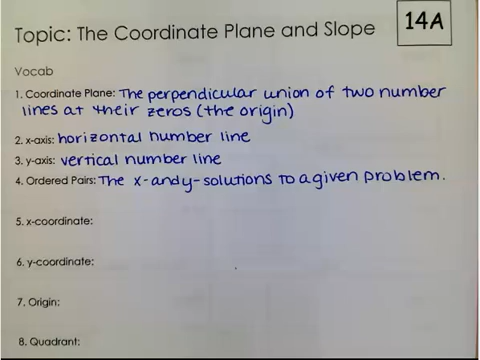 Topic: The Coordinate Plane and Slope
14A
Vocab
1. Coordinate Plane: The perpendicular union of two number
lines at their zeros (the origin)
2. x-axis: horizontal number line
3. y-axis: vertical number line
4. Ordered Pairs: The x- and y-solutions to a given problem.
5. x-coordinate:
6. y-coordinate:
7. Origin:
8. Quadrant: